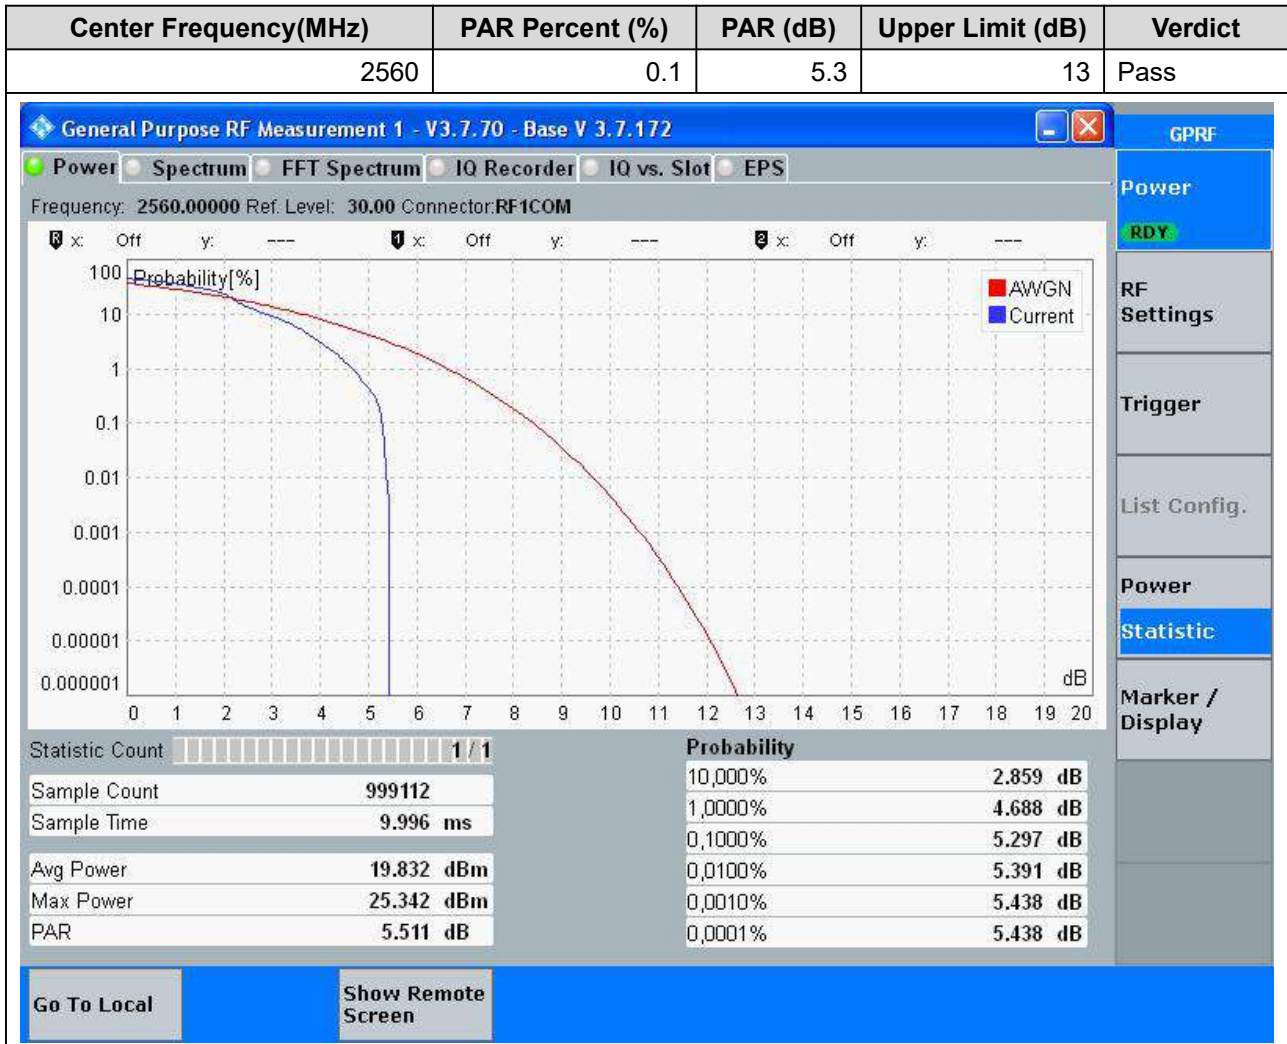 Center Frequency(MHz) PAR Percent (%) PAR (dB) Upper Limit (dB) Verdict
2560 0.1 5.3 13 Pass
General Purpose RF Measurement 1 - V3.7.70 - Base V 3.7.172
GPRF
Power Spectrum FFT Spectrum IQ Recorder IQ vs. Slot EPS
Power
RDY
Frequency: 2560.00000 Ref. Level: 30.00 Connector:RF1COM
R x: Off y: --- 1 x: Off y: --- 2 x: Off y: ---
100 Probability[%]
AWGN
Current
10
1
0.1
0.01
0.001
0.0001
0.00001
0.000001
dB
0 1 2 3 4 5 6 7 8 9 10 11 12 13 14 15 16 17 18 19 20
RF
Settings
Trigger
List Config.
Power
Statistic
Marker /
Display
Statistic Count 1 / 1
Sample Count 999112
Sample Time 9.996 ms
Avg Power 19.832 dBm
Max Power 25.342 dBm
PAR 5.511 dB
Probability
10,000% 2.859 dB
1,0000% 4.688 dB
0,1000% 5.297 dB
0,0100% 5.391 dB
0,0010% 5.438 dB
0,0001% 5.438 dB
Go To Local
Show Remote
Screen